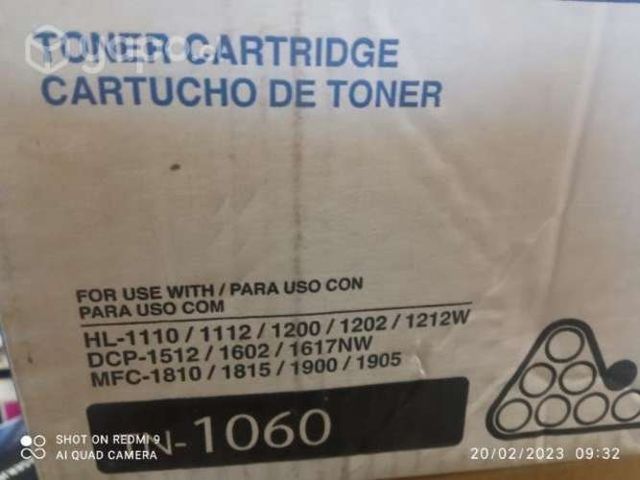 TONER CARTRIDGE
CARTUCHO DE TONER
FOR USE WITH / PARA USO CON
PARA USO COM
HL-1110 / 1112 / 1200 / 1202 / 1212W
DCP-1512 / 1602 / 1617NW
MFC-1810 / 1815 / 1900 / 1905
-1060
SHOT ON REDMI 9
AI QUAD CAMERA
20/02/2023 09:32